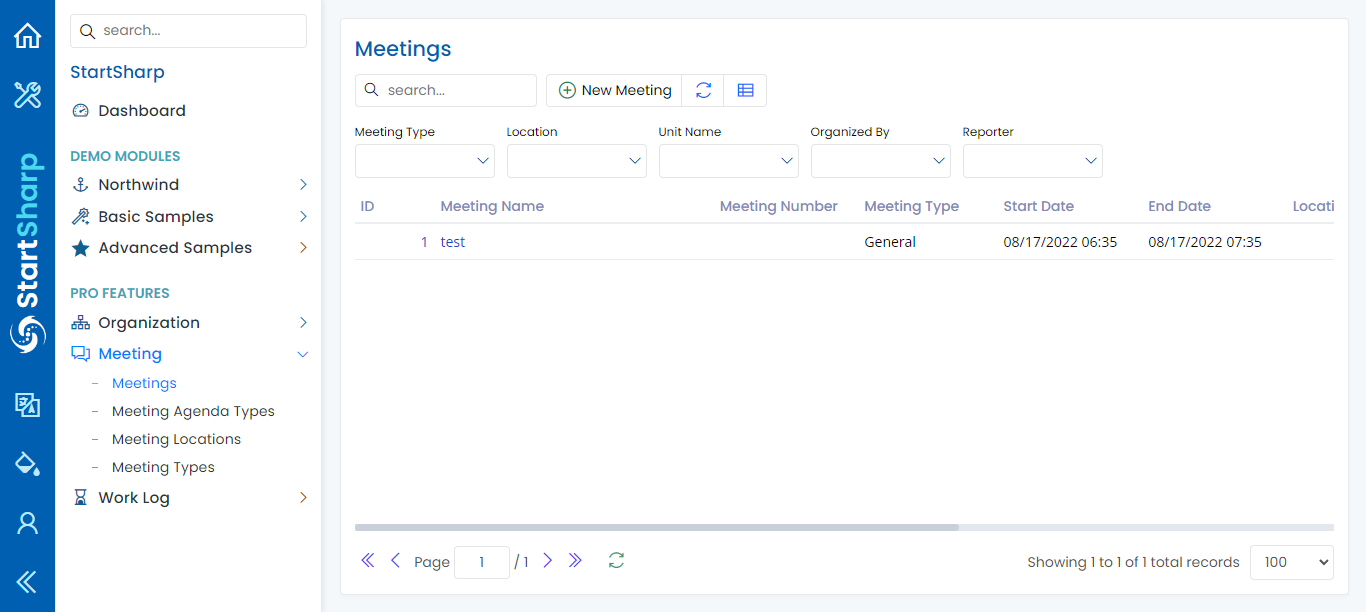 StartSharp
search...
StartSharp
Dashboard
DEMO MODULES
Northwind
Basic Samples
Advanced Samples
PRO FEATURES
Organization
Meeting
Meetings
Meeting Agenda Types
Meeting Locations
Meeting Types
Work Log
Meetings
search... New Meeting
Meeting Type Location Unit Name Organized By Reporter
ID Meeting Name Meeting Number Meeting Type Start Date End Date Locati
1 test General 08/17/2022 06:35 08/17/2022 07:35
Page 1 / 1 Showing 1 to 1 of 1 total records 100